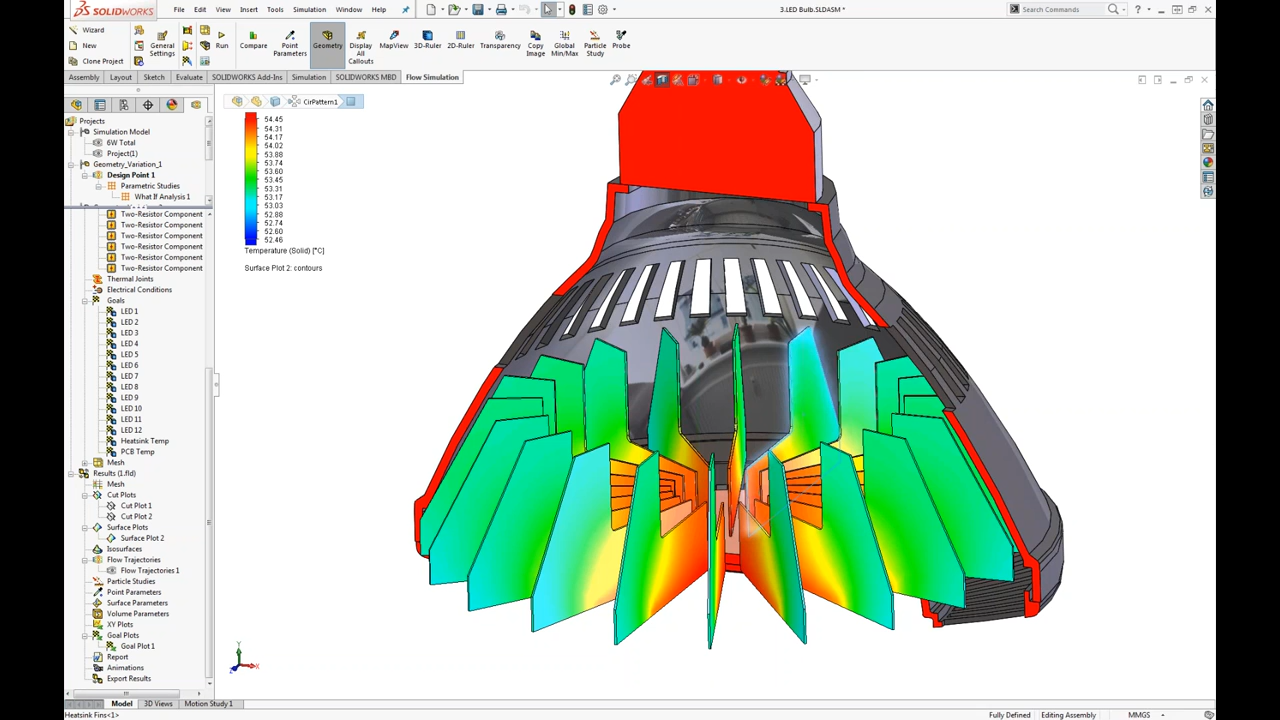 SOLIDWORKS
File Edit View Insert Tools Simulation Window Help
3.LED Bulb.SLDASM *
Search Commands
Wizard
New
Clone Project
General Settings
Run
Compare
Point Parameters
Geometry
Display All Callouts
MapView
3D-Ruler
2D-Ruler
Transparency
Copy Image
Global Min/Max
Particle Study
Probe
Assembly Layout Sketch Evaluate SOLIDWORKS Add-Ins Simulation SOLIDWORKS MBD Flow Simulation
CirPattern1
Projects
Simulation Model
6W Total
Project(1)
Geometry_Variation_1
Design Point 1
Parametric Studies
What If Analysis 1
Two-Resistor Component
Two-Resistor Component
Two-Resistor Component
Two-Resistor Component
Two-Resistor Component
Two-Resistor Component
Thermal Joints
Electrical Conditions
Goals
LED 1
LED 2
LED 3
LED 4
LED 5
LED 6
LED 7
LED 8
LED 9
LED 10
LED 11
LED 12
Heatsink Temp
PCB Temp
Mesh
Results (1.fld)
Mesh
Cut Plots
Cut Plot 1
Cut Plot 2
Surface Plots
Surface Plot 2
Isosurfaces
Flow Trajectories
Flow Trajectories 1
Particle Studies
Point Parameters
Surface Parameters
Volume Parameters
XY Plots
Goal Plots
Goal Plot 1
Report
Animations
Export Results
54.45
54.31
54.17
54.02
53.88
53.74
53.60
53.45
53.31
53.17
53.03
52.88
52.74
52.60
52.46
Temperature (Solid) [°C]
Surface Plot 2: contours
Y
X
Z
Model 3D Views Motion Study 1
Heatsink Fins<1>
Fully Defined Editing Assembly MMGS